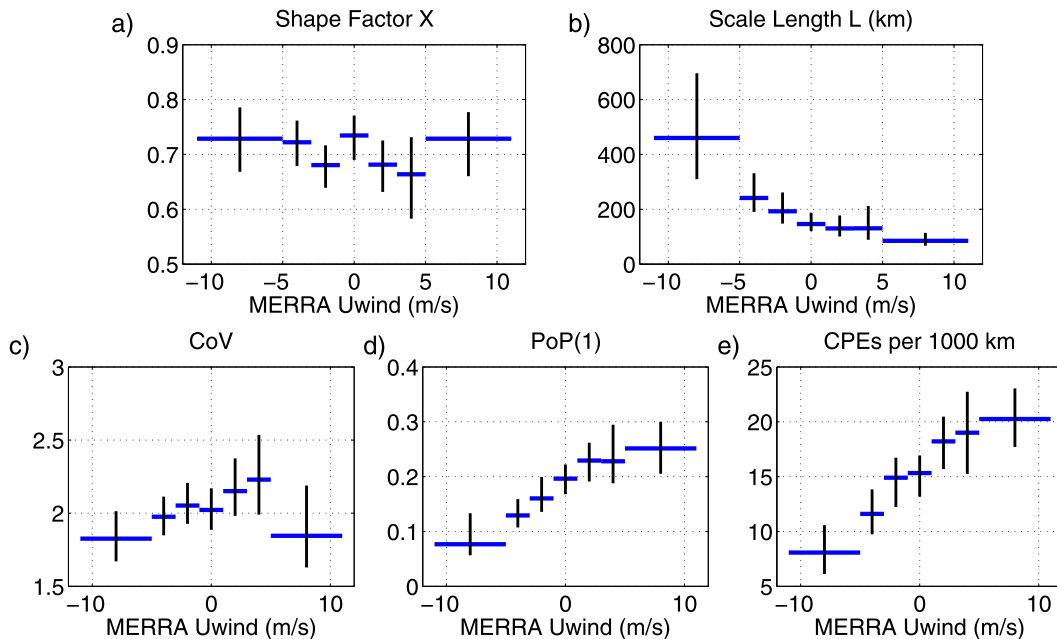 a) Shape Factor X
0.9
0.8
0.7
0.6
0.5
−10 −5 0 5 10
MERRA Uwind (m/s)
b) Scale Length L (km)
800
600
400
200
0
−10 −5 0 5 10
MERRA Uwind (m/s)
c) CoV
3
2.5
2
1.5
−10 0 10
MERRA Uwind (m/s)
d) PoP(1)
0.4
0.3
0.2
0.1
0
−10 0 10
MERRA Uwind (m/s)
e) CPEs per 1000 km
25
20
15
10
5
−10 0 10
MERRA Uwind (m/s)